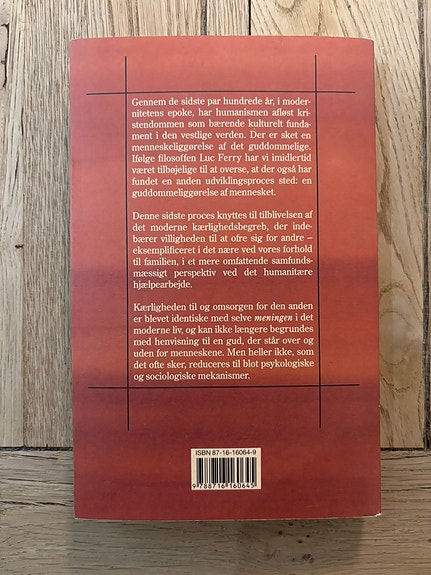 Gennem de sidste par hundrede år, i moder-
nitetens epoke, har humanismen afløst kri-
stendommen som bærende kulturelt funda-
ment i den vestlige verden. Der er sket en
menneskeliggørelse af det guddommelige.
Ifølge filosoffen Luc Ferry har vi imidlertid
været tilbøjelige til at overse, at der også har
fundet en anden udviklingsproces sted: en
guddommeliggørelse af mennesket.
Denne sidste proces knyttes til tilblivelsen af
det moderne kærlighedsbegreb, der inde-
bærer villigheden til at ofre sig for andre –
eksemplificeret i det nære ved vores forhold
til familien, i et mere omfattende samfunds-
mæssigt perspektiv ved det humanitære
hjælpearbejde.
Kærligheden til og omsorgen for den anden
er blevet identiske med selve meningen i det
moderne liv, og kan ikke længere begrundes
med henvisning til en gud, der står over og
uden for menneskene. Men heller ikke, som
det ofte sker, reduceres til blot psykologiske
og sociologiske mekanismer.
ISBN 87-16-16064-9
9 788716 160645